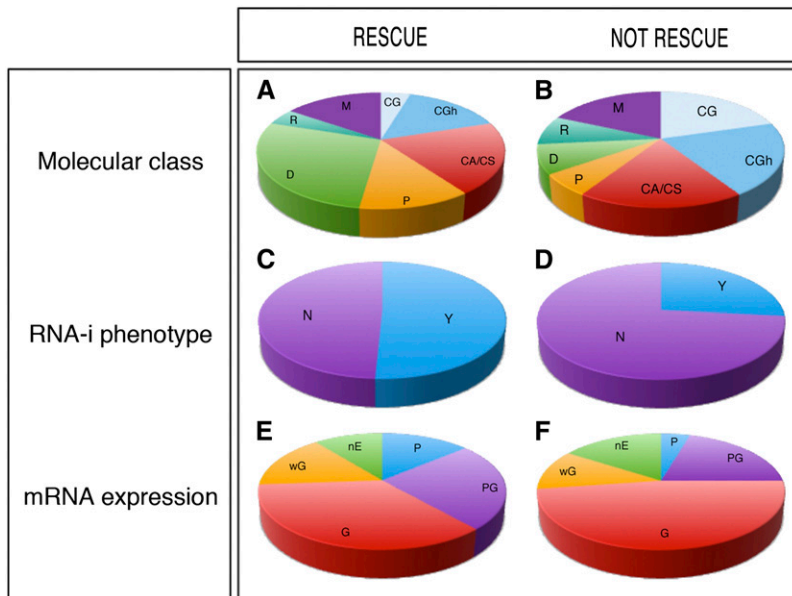 RESCUE
NOT RESCUE
Molecular class
A
M
CG
CGh
R
CA/CS
D
P
B
M
CG
R
D
CGh
P
CA/CS
RNA-i phenotype
C
N
Y
D
Y
N
mRNA expression
E
nE
P
wG
PG
G
F
nE
P
PG
wG
G